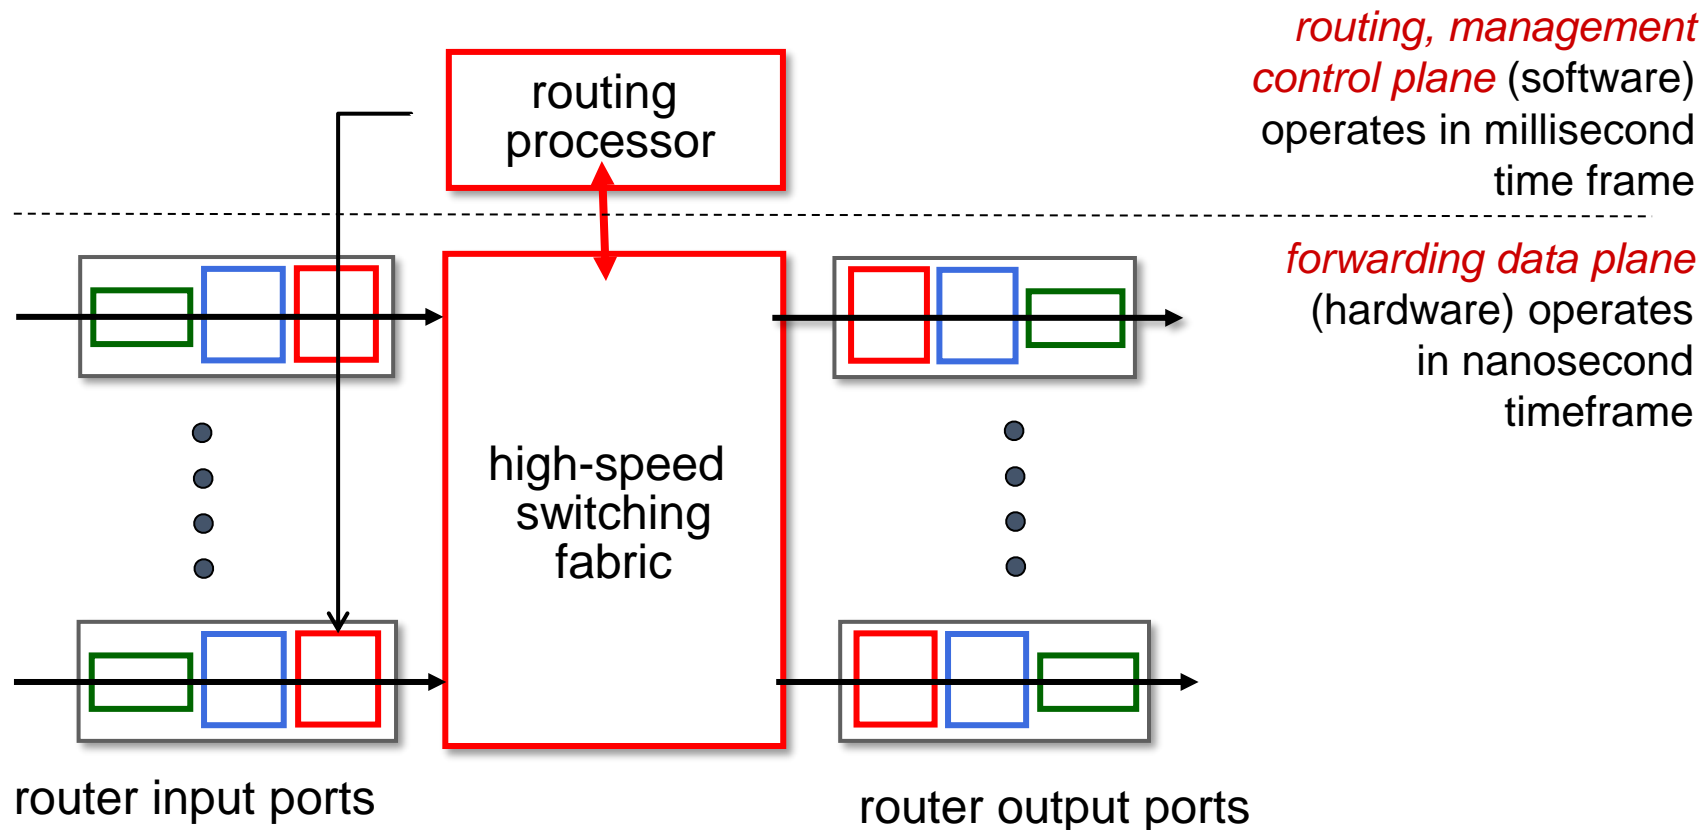 routing, management
control plane (software)
operates in millisecond
time frame
routing
processor
forwarding data plane
(hardware) operates
in nanosecond
timeframe
high-speed
switching
fabric
router input ports
router output ports